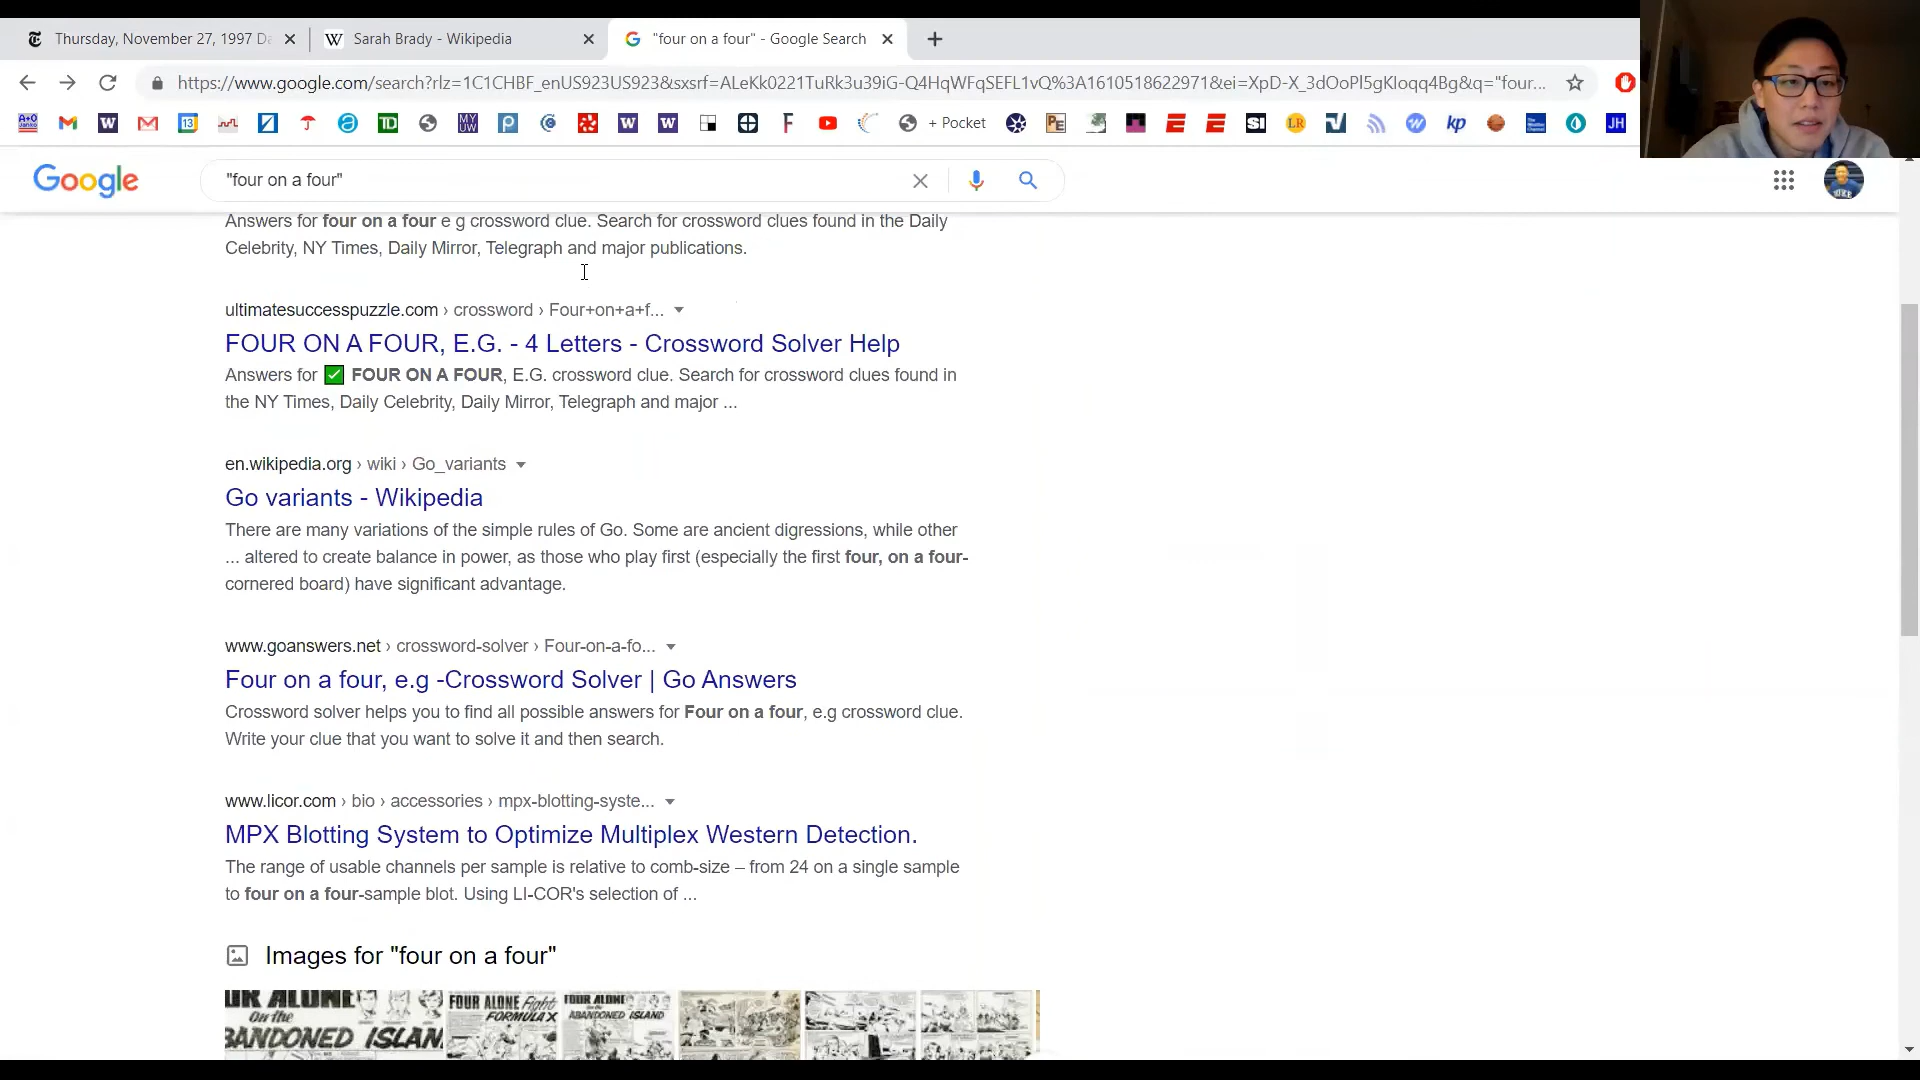 Thursday, November 27, 1997 Da
Sarah Brady - Wikipedia
"four on a four" - Google Search
https://www.google.com/search?rlz=1C1CHBF_enUS923US923&sxsrf=ALeKk0221TuRk3u39iG-Q4HqWFqSEFL1vQ%3A1610518622971&ei=XpD-X_3dOoPl5gKloqq4Bg&q="four...
+ Pocket
Google
"four on a four"
Answers for four on a four e g crossword clue. Search for crossword clues found in the Daily
Celebrity, NY Times, Daily Mirror, Telegraph and major publications.
ultimatesuccesspuzzle.com › crossword › Four+on+a+f...
FOUR ON A FOUR, E.G. - 4 Letters - Crossword Solver Help
Answers for ✅ FOUR ON A FOUR, E.G. crossword clue. Search for crossword clues found in
the NY Times, Daily Celebrity, Daily Mirror, Telegraph and major ...
en.wikipedia.org › wiki › Go_variants
Go variants - Wikipedia
There are many variations of the simple rules of Go. Some are ancient digressions, while other
... altered to create balance in power, as those who play first (especially the first four, on a four-
cornered board) have significant advantage.
www.goanswers.net › crossword-solver › Four-on-a-fo...
Four on a four, e.g -Crossword Solver | Go Answers
Crossword solver helps you to find all possible answers for Four on a four, e.g crossword clue.
Write your clue that you want to solve it and then search.
www.licor.com › bio › accessories › mpx-blotting-syste...
MPX Blotting System to Optimize Multiplex Western Detection.
The range of usable channels per sample is relative to comb-size – from 24 on a single sample
to four on a four-sample blot. Using LI-COR's selection of ...
Images for "four on a four"
FOUR ALONE Fight
FORMULA X
FOUR ALONE
ABANDONED ISLAND
On the